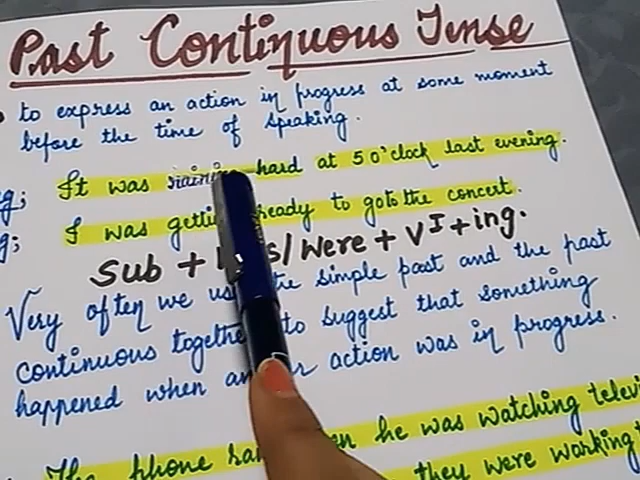 Past Continuous Tense
to express an action in progress at some moment
before the time of speaking.
eg; It was raining hard at 5 o'clock last evening.
I was ready to go to the concert.
Sub + /Were + V I + ing.
Very often we the simple past and the past
continuous together to suggest that something
happened when action was in progress.
The phone he was watching
they were working